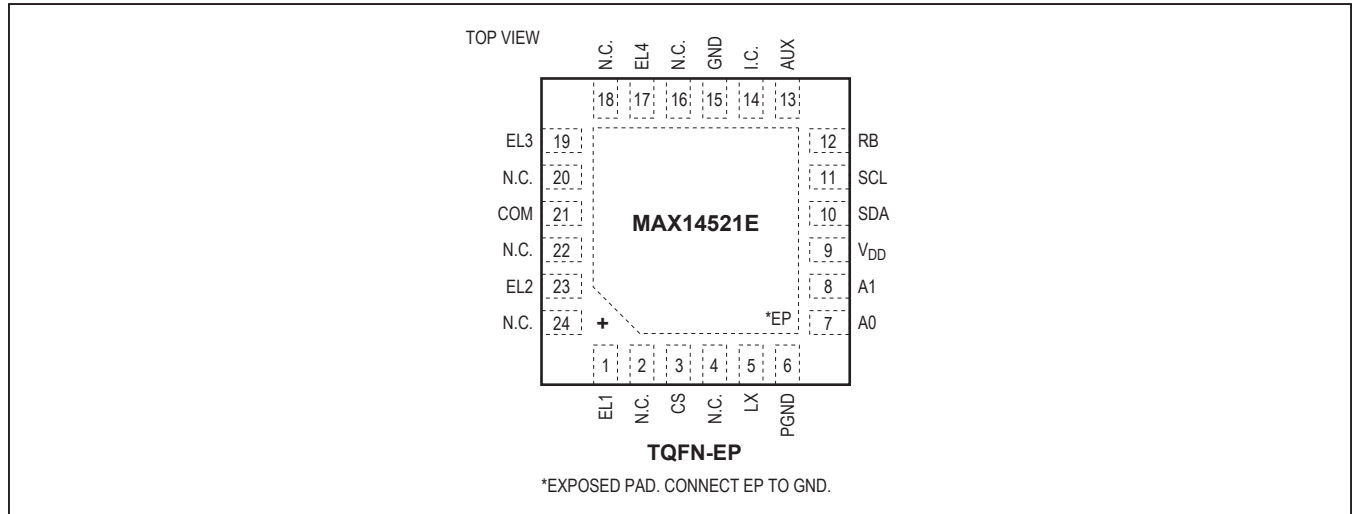 TOP VIEW
N.C. EL4 N.C. GND I.C. AUX
18 17 16 15 14 13
EL3 19 12 RB
N.C. 20 11 SCL
COM 21 10 SDA
MAX14521E
N.C. 22 9 VDD
EL2 23 8 A1
N.C. 24 + *EP 7 A0
1 2 3 4 5 6
EL1 N.C. CS N.C. LX PGND
TQFN-EP
*EXPOSED PAD. CONNECT EP TO GND.